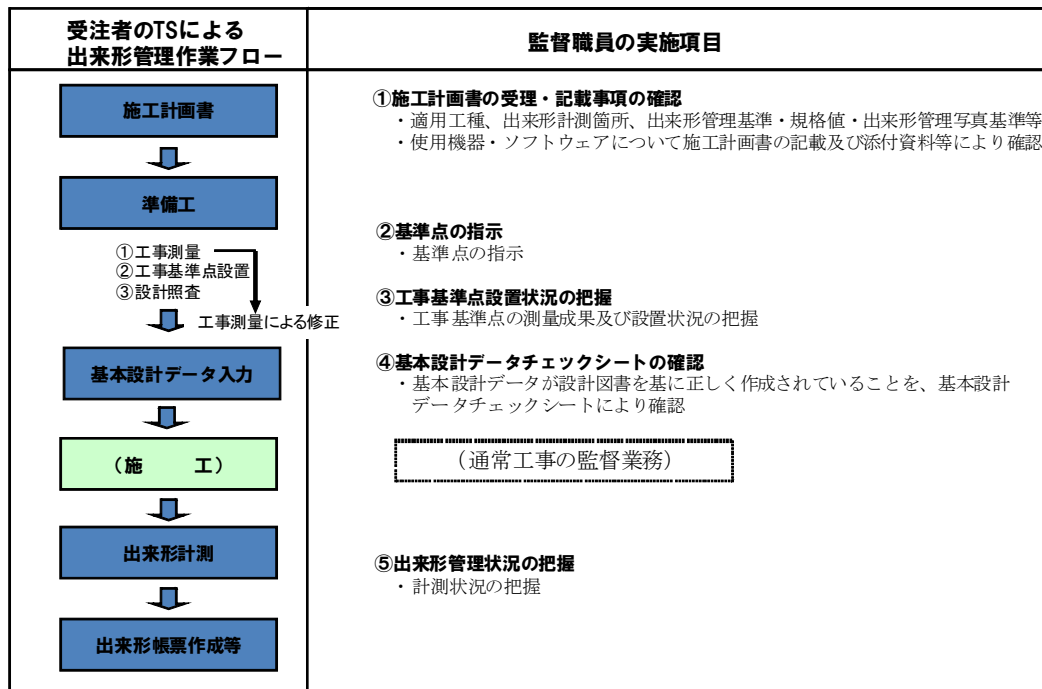 受注者のTSによる
出来形管理作業フロー
監督職員の実施項目
施工計画書
①施工計画書の受理・記載事項の確認
・適用工種、出来形計測箇所、出来形管理基準・規格値・出来形管理写真基準等
・使用機器・ソフトウェアについて施工計画書の記載及び添付資料等により確認
準備工
①工事測量
②工事基準点設置
③設計照査
工事測量による修正
②基準点の指示
・基準点の指示
③工事基準点設置状況の把握
・工事基準点の測量成果及び設置状況の把握
基本設計データ入力
④基本設計データチェックシートの確認
・基本設計データが設計図書を基に正しく作成されていることを、基本設計
データチェックシートにより確認
（施　　工）
（通常工事の監督業務）
出来形計測
⑤出来形管理状況の把握
・計測状況の把握
出来形帳票作成等